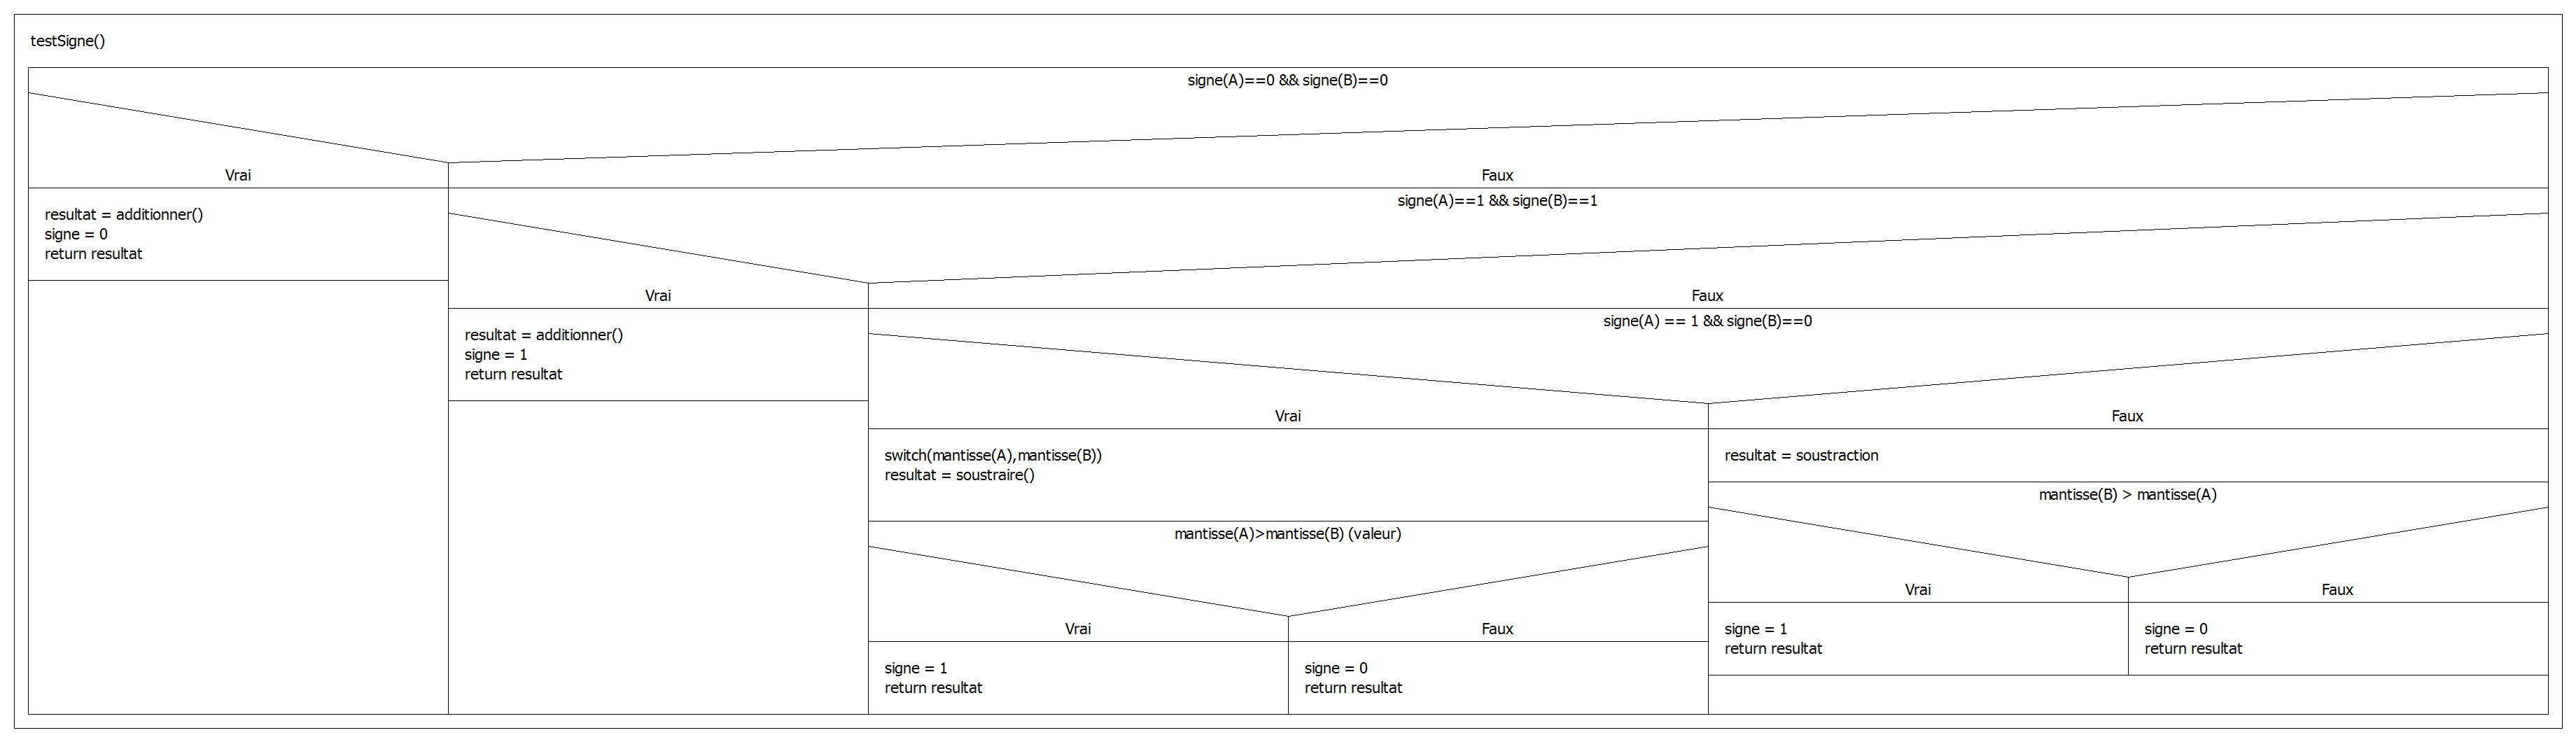 testSigne()
signe(A)==0 && signe(B)==0
Vrai
Faux
resultat = additionner()
signe = 0
return resultat
signe(A)==1 && signe(B)==1
Vrai
Faux
resultat = additionner()
signe = 1
return resultat
signe(A) == 1 && signe(B)==0
Vrai
Faux
switch(mantisse(A),mantisse(B))
resultat = soustraire()
mantisse(A)>mantisse(B) (valeur)
Vrai
Faux
signe = 1
return resultat
signe = 0
return resultat
resultat = soustraction
mantisse(B) > mantisse(A)
Vrai
Faux
signe = 1
return resultat
signe = 0
return resultat